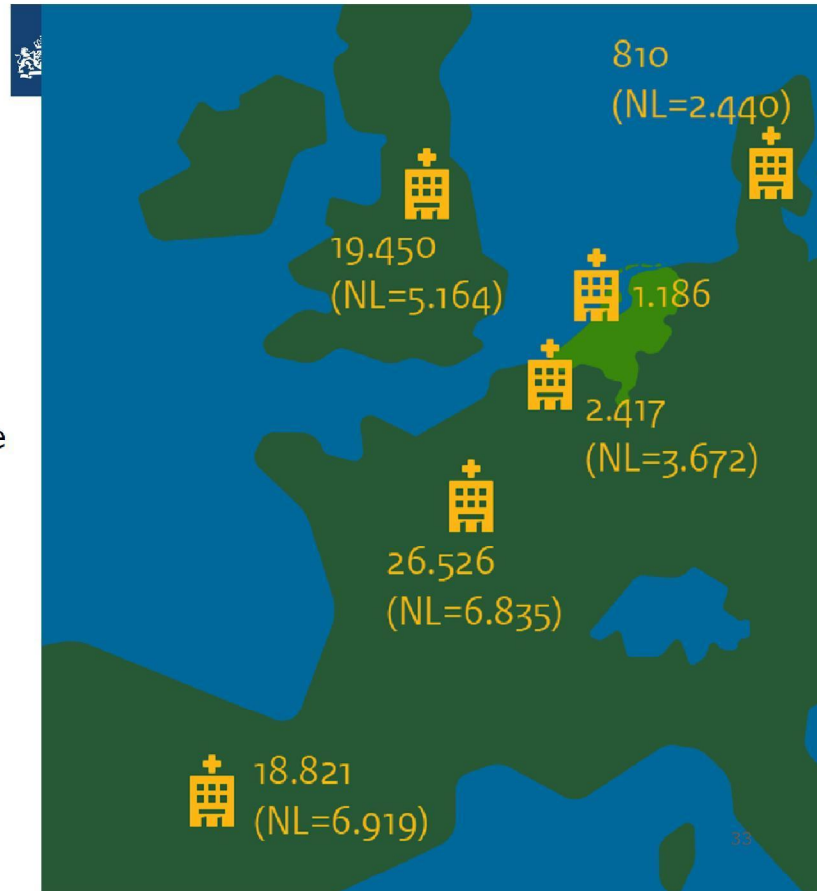 810
(NL=2.440)
19.450
(NL=5.164)
1.186
e
2.417
(NL=3.672)
26.526
(NL=6.835)
18.821
(NL=6.919)
33